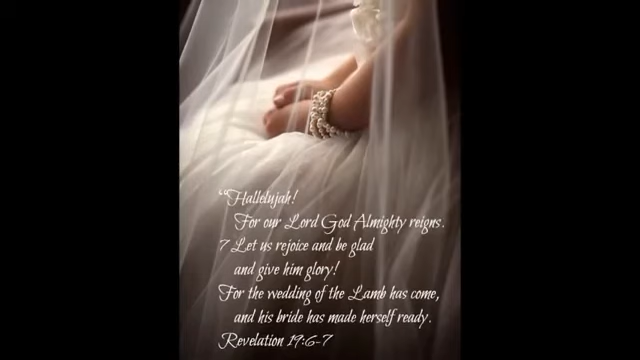 “Hallelujah!
For our Lord God Almighty reigns.
7 Let us rejoice and be glad
and give him glory!
For the wedding of the Lamb has come,
and his bride has made herself ready.
Revelation 19:6-7